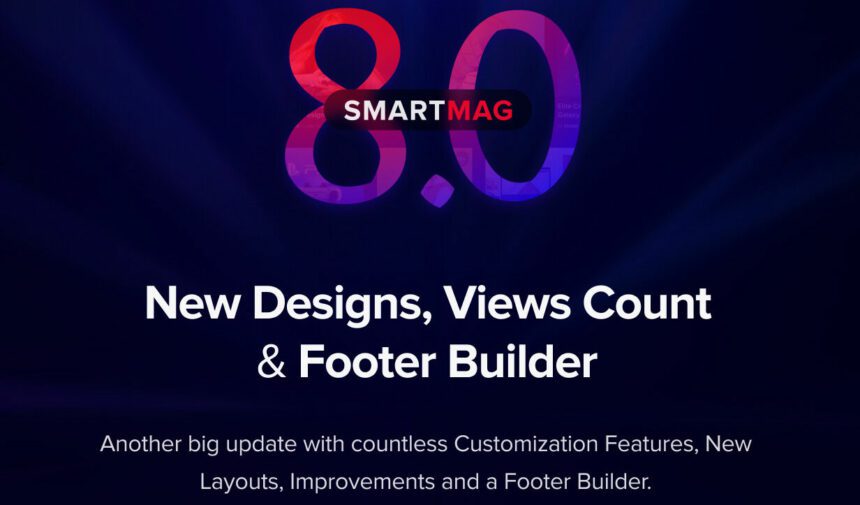 8.0
SMARTMAG
New Designs, Views Count
& Footer Builder
Another big update with countless Customization Features, New
Layouts, Improvements and a Footer Builder.